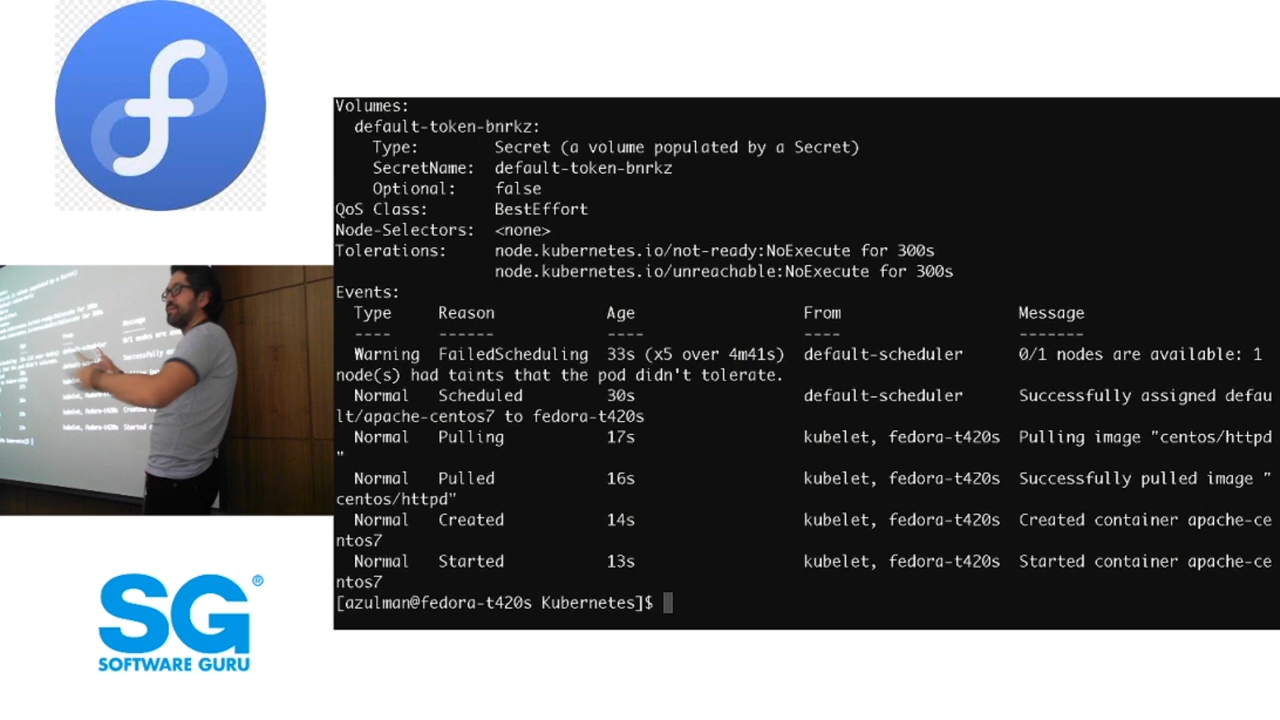 Volumes:
default-token-bnrkz:
Type: Secret (a volume populated by a Secret)
SecretName: default-token-bnrkz
Optional: false
QoS Class: BestEffort
Node-Selectors: <none>
Tolerations: node.kubernetes.io/not-ready:NoExecute for 300s
node.kubernetes.io/unreachable:NoExecute for 300s
Events:
Type Reason Age From Message
---- ------ ---- ---- -------
Warning FailedScheduling 33s (x5 over 4m41s) default-scheduler 0/1 nodes are available: 1
node(s) had taints that the pod didn't tolerate.
Normal Scheduled 30s default-scheduler Successfully assigned defau
lt/apache-centos7 to fedora-t420s
Normal Pulling 17s kubelet, fedora-t420s Pulling image "centos/httpd
"
Normal Pulled 16s kubelet, fedora-t420s Successfully pulled image "
centos/httpd"
Normal Created 14s kubelet, fedora-t420s Created container apache-ce
ntos7
Normal Started 13s kubelet, fedora-t420s Started container apache-ce
ntos7
[azulman@fedora-t420s Kubernetes]$
SG®
SOFTWARE GURU